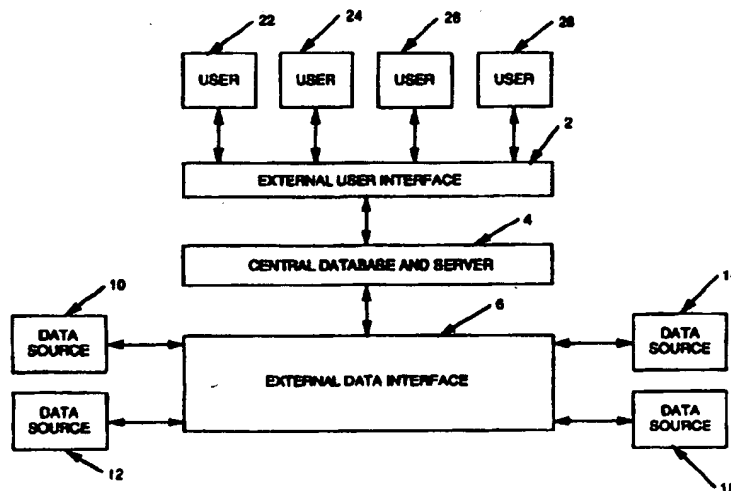 22
24
26
28
USER
USER
USER
USER
2
EXTERNAL USER INTERFACE
4
CENTRAL DATABASE AND SERVER
10
6
DATA
SOURCE
EXTERNAL DATA INTERFACE
DATA
SOURCE
DATA
SOURCE
DATA
SOURCE
12